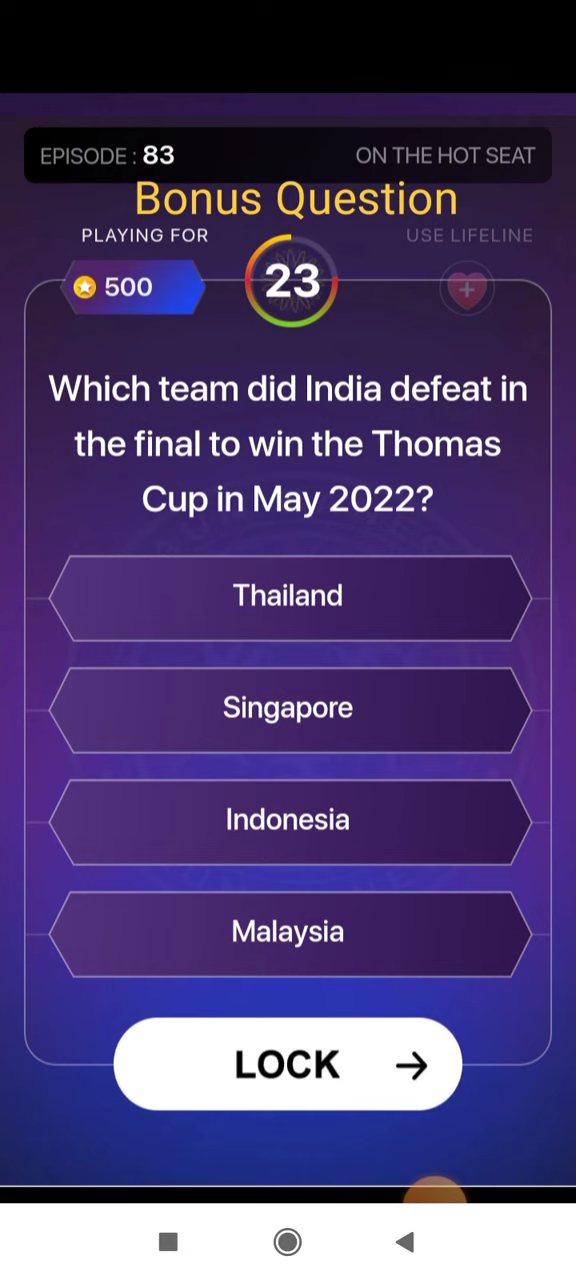 EPISODE : 83
ON THE HOT SEAT
Bonus Question
PLAYING FOR
USE LIFELINE
500
23
Which team did India defeat in
the final to win the Thomas
Cup in May 2022?
Thailand
Singapore
Indonesia
Malaysia
LOCK